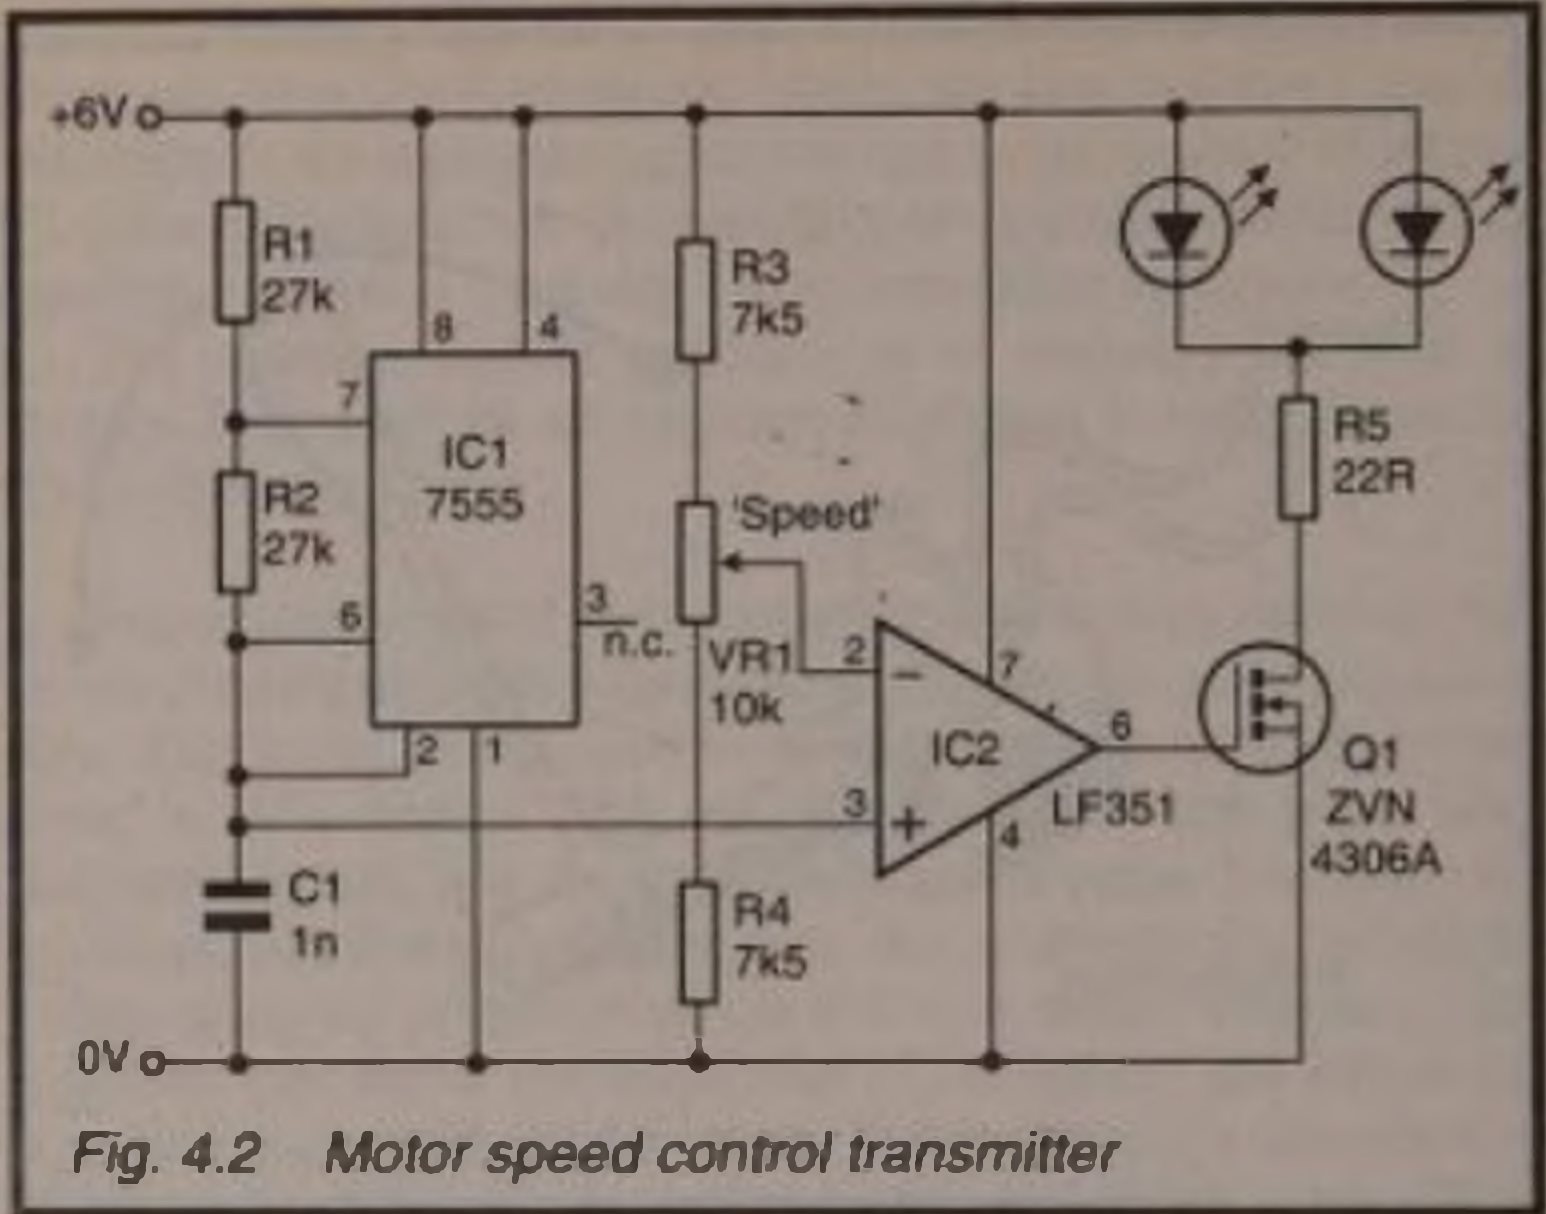 +6V
R1
27k
8
4
R3
7k5
7
IC1
7555
R2
27k
'Speed'
R5
22R
6
3
n.c.
VR1
10k
2
−
7
2
1
IC2
6
Q1
ZVN
4306A
3
+
4
LF351
C1
1n
R4
7k5
0V
Fig. 4.2 Motor speed control transmitter